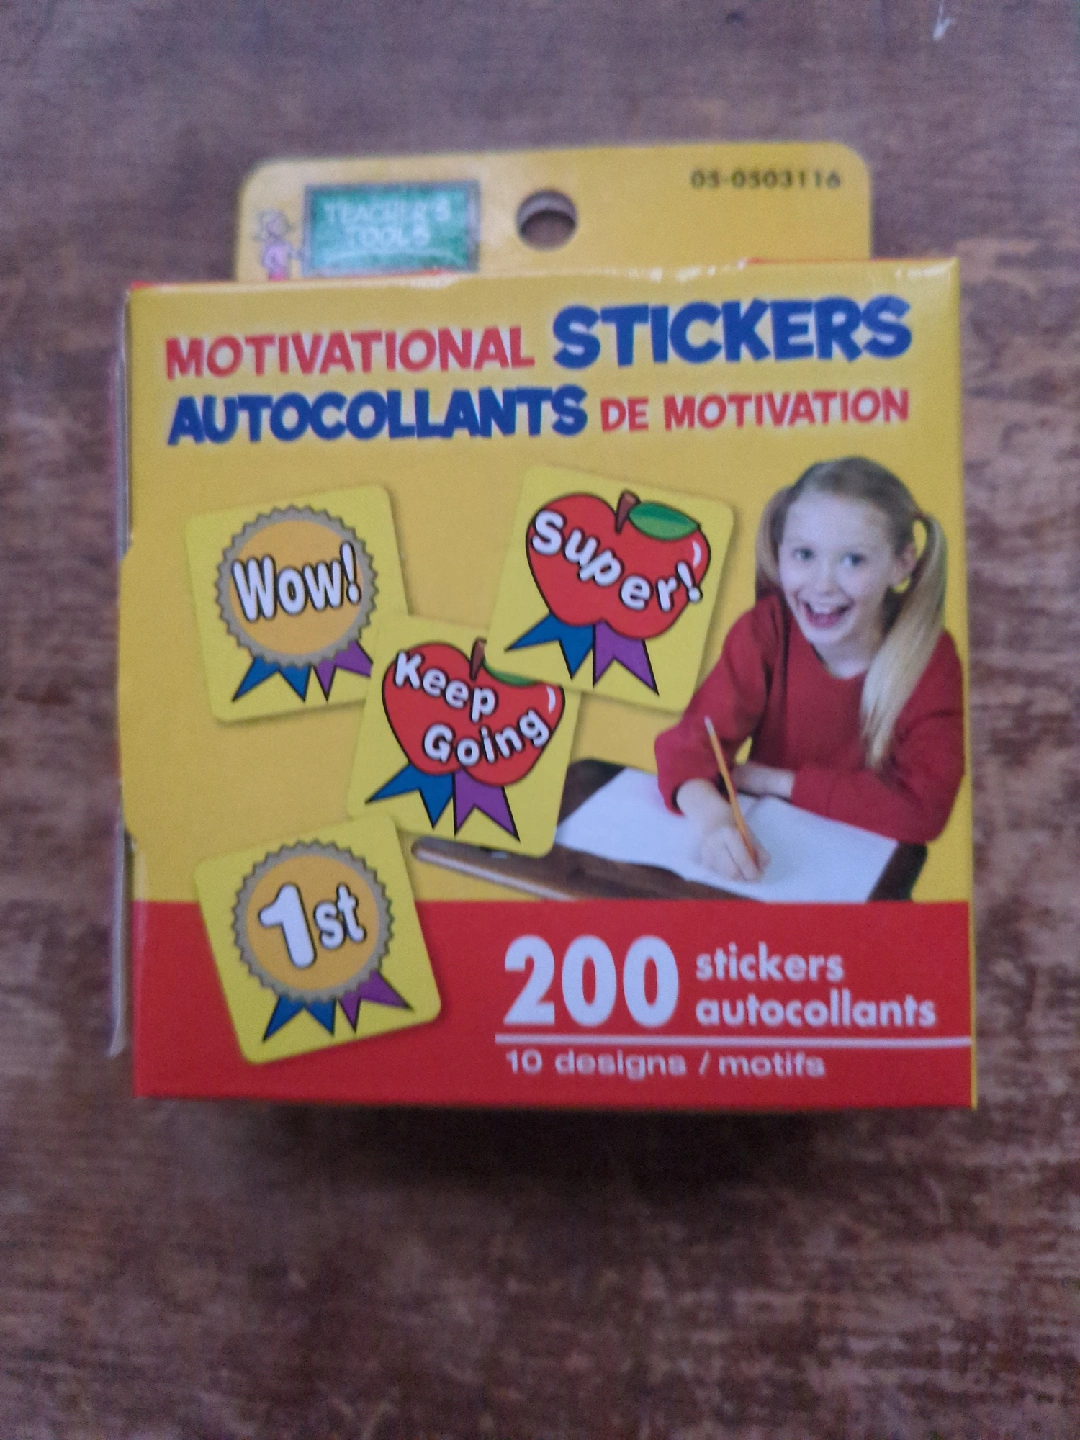 TEACHER'S
TOOLS
05-0503116
MOTIVATIONAL STICKERS
AUTOCOLLANTS DE MOTIVATION
Wow!
Super!
Keep
Going
1st
200 stickers
autocollants
10 designs / motifs